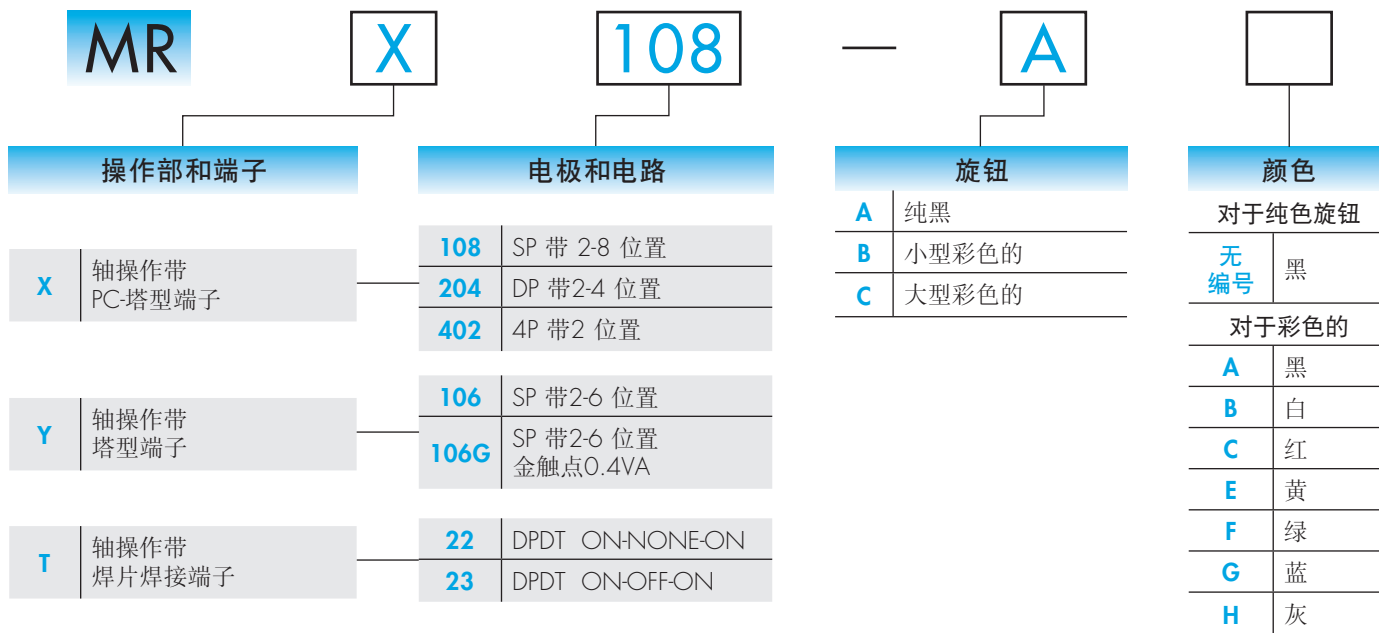 MR X 108 — A
操作部和端子
X 轴操作带
PC-塔型端子
Y 轴操作带
塔型端子
T 轴操作带
焊片焊接端子
电极和电路
108 SP 带 2-8 位置
204 DP 带2-4 位置
402 4P 带2 位置
106 SP 带2-6 位置
106G SP 带2-6 位置
金触点0.4VA
22 DPDT ON-NONE-ON
23 DPDT ON-OFF-ON
旋钮
A 纯黑
B 小型彩色的
C 大型彩色的
颜色
对于纯色旋钮
无
编号 黑
对于彩色的
A 黑
B 白
C 红
E 黄
F 绿
G 蓝
H 灰